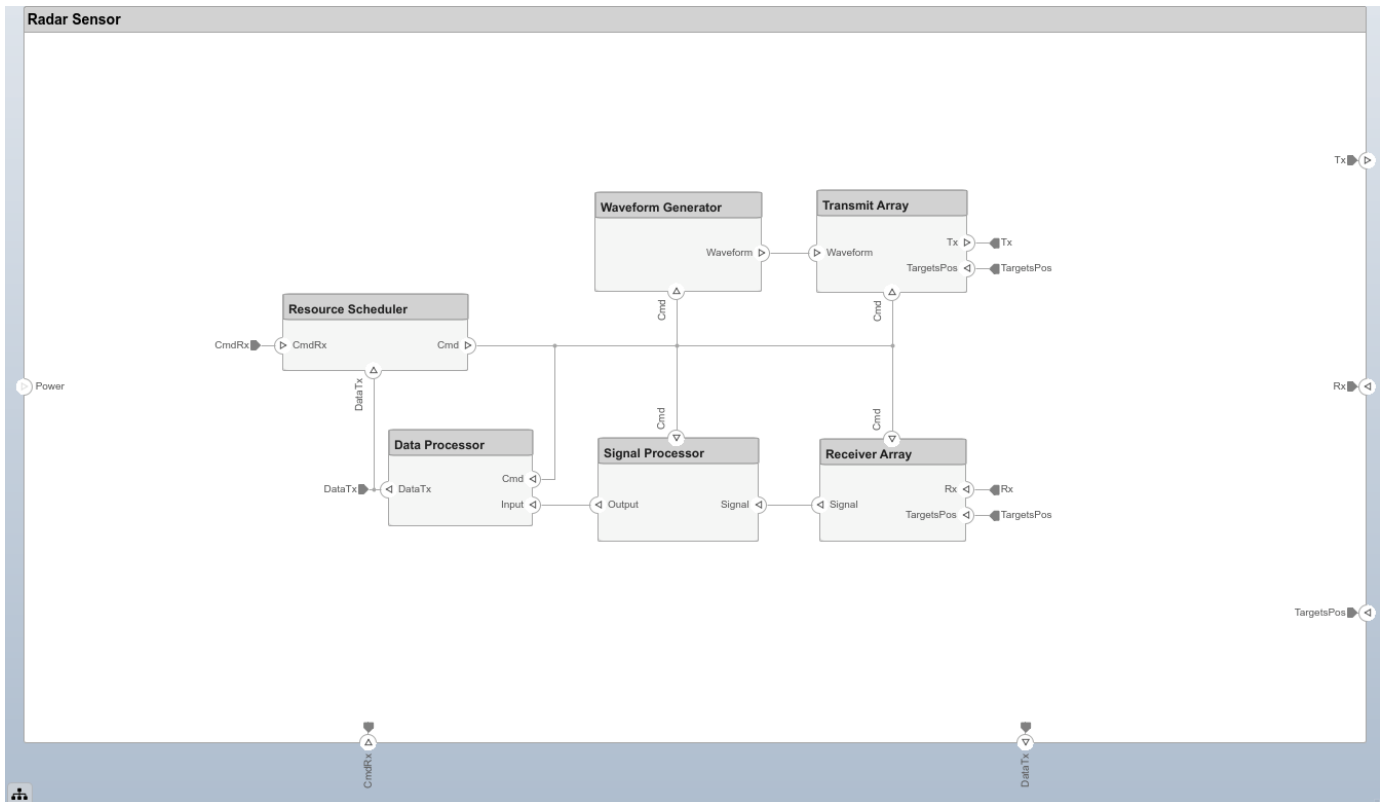 Radar Sensor
Tx
Waveform Generator
Transmit Array
Waveform
Waveform
Tx
Tx
TargetsPos
TargetsPos
Cmd
Cmd
Resource Scheduler
CmdRx
CmdRx
Cmd
DataTx
Power
Rx
Cmd
Cmd
Data Processor
Signal Processor
Receiver Array
Cmd
DataTx
DataTx
Input
Output
Signal
Signal
Rx
Rx
TargetsPos
TargetsPos
TargetsPos
CmdRx
DataTx